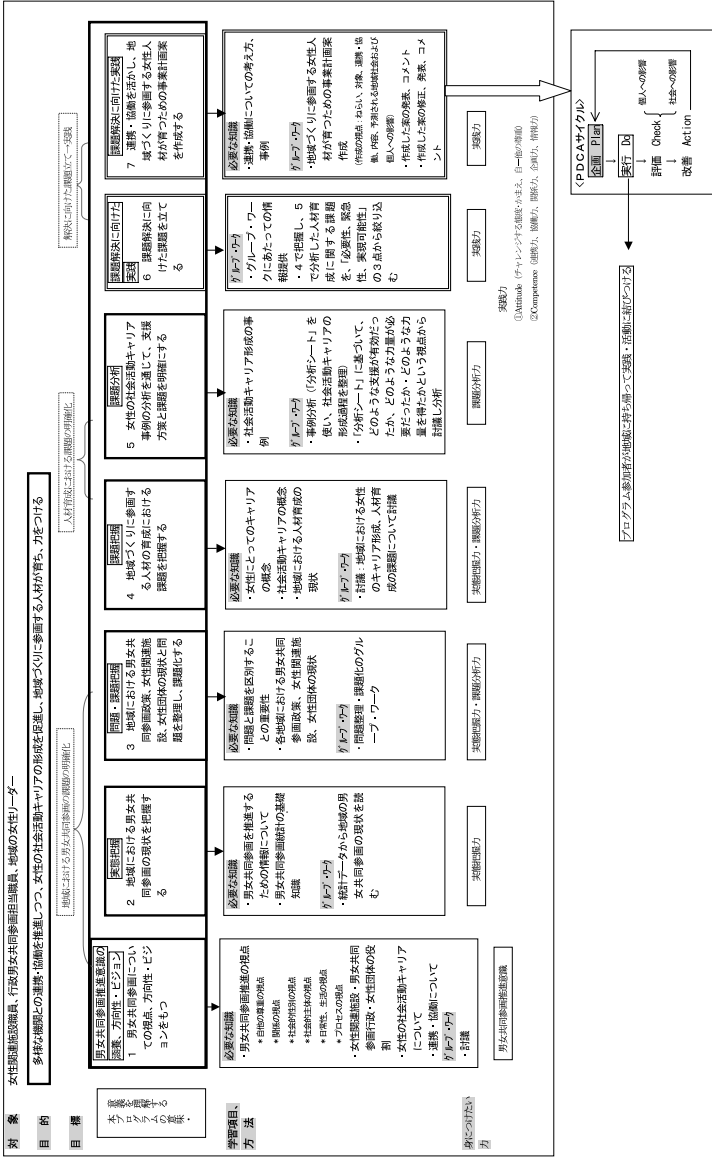 対　象
女性関連施設職員、行政男女共同参画担当職員、地域の女性リーダー
目　的
多様な機関との連携・協働を推進しつつ、女性の社会活動キャリアの形成を促進し、地域づくりに参画する人材が育ち、力をつける
目　標
地域における男女共同参画の課題の明確化
人材育成における課題の明確化
解決に向けた課題立て→実践
本プログラムの意味・
意義を理解する
男女共同参画推進意識の
涵養、方向性・ビジョン
1　男女共同参画につい
ての視点、方向性・ビジ
ョンをもつ
実態把握
2　地域における男女共
同参画の現状を把握す
る
問題・課題把握
3　地域における男女共
同参画政策、女性関連施
設、女性団体の現状と問
題を整理し、課題化する
課題把握
4　地域づくりに参画す
る人材の育成における
課題を把握する
課題分析
5　女性の社会活動キャリア
事例の分析を通じて、支援
方策と課題を明確にする
課題解決に向けた
実践
6　課題解決に向
けた課題を立て
る
課題解決に向けた実践
7　連携・協働を活かし、地
域づくりに参画する女性人
材が育つための事業計画案
を作成する
学習項目、
方　法
必要な知識
・男女共同参画推進の視点
＊自他の尊重の視点
＊関係の視点
＊社会的性別の視点
＊社会的主体の視点
＊日常性、生活の視点
＊プロセスの視点
・女性関連施設・男女共同
参画行政・女性団体の役
割
・女性の社会活動キャリア
について
・連携・協働について
グループ・ワーク
・討議
必要な知識
・男女共同参画を推進する
ための情報について
・男女共同参画統計の基礎
知識
グループ・ワーク
・統計データから地域の男
女共同参画の現状を読
む
必要な知識
・問題と課題を区別するこ
との重要性
・各地域における男女共同
参画政策、女性関連施
設、女性団体の現状
グループ・ワーク
・問題整理・課題化のグル
ープ・ワーク
必要な知識
・女性にとってのキャリア
の概念
・社会活動キャリアの概念
・地域における人材育成の
現状
グループ・ワーク
・討議：地域における女性
のキャリア形成、人材育
成の課題について討議
必要な知識
・社会活動キャリア形成の事
例
グループ・ワーク
・事例分析（「分析シート」を
使い、社会活動キャリアの
形成過程を整理）
・「分析シート」に基づいて、
どのような支援が有効だっ
たか、どのような力量が必
要だったか・どのような力
量を得たかという視点から
討議し分析
グループ・ワーク
・グループ・ワー
クにあたっての情
報提供
・4で把握し、5
で分析した人材育
成に関する課題
を、「必要性、緊急
性、実現可能性」
の3点から絞り込
む
必要な知識
・連携・協働についての考え方、
事例
グループ・ワーク
・地域づくりに参画する女性人
材が育つための事業計画案
作成
（作成の視点：ねらい、対象、連携・協
働、内容、予測される地域社会および
個人への影響）
・作成した案の発表、コメント
・作成した案の修正、発表、コメ
ント
身につけたい
力
男女共同参画推進意識
実態把握力
実態把握力・課題分析力
実態把握力・課題分析力
課題分析力
実践力
実践力
実践力
①Attitude（チャレンジする態度・かまえ、自－他の尊重）
②Competence（連携力、協働力、関係力、企画力、情報力）
プログラム参加者が地域に持ち帰って実践・活動に結びつける
＜PDCAサイクル＞
企画　Plan
↓
実行　Do
↓
評価　Check
個人への影響
社会への影響
↓
改善　Action